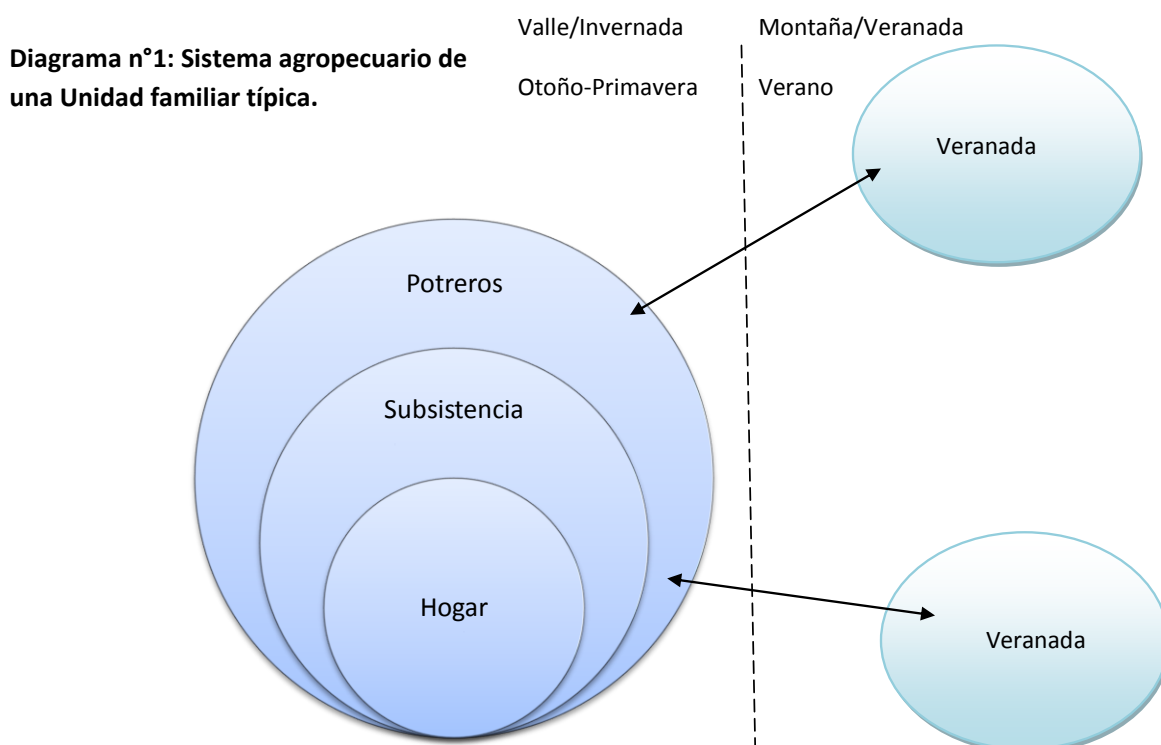 Diagrama n°1: Sistema agropecuario de
una Unidad familiar típica.
Valle/Invernada
Montaña/Veranada
Otoño-Primavera
Verano
Veranada
Potreros
Subsistencia
Hogar
Veranada